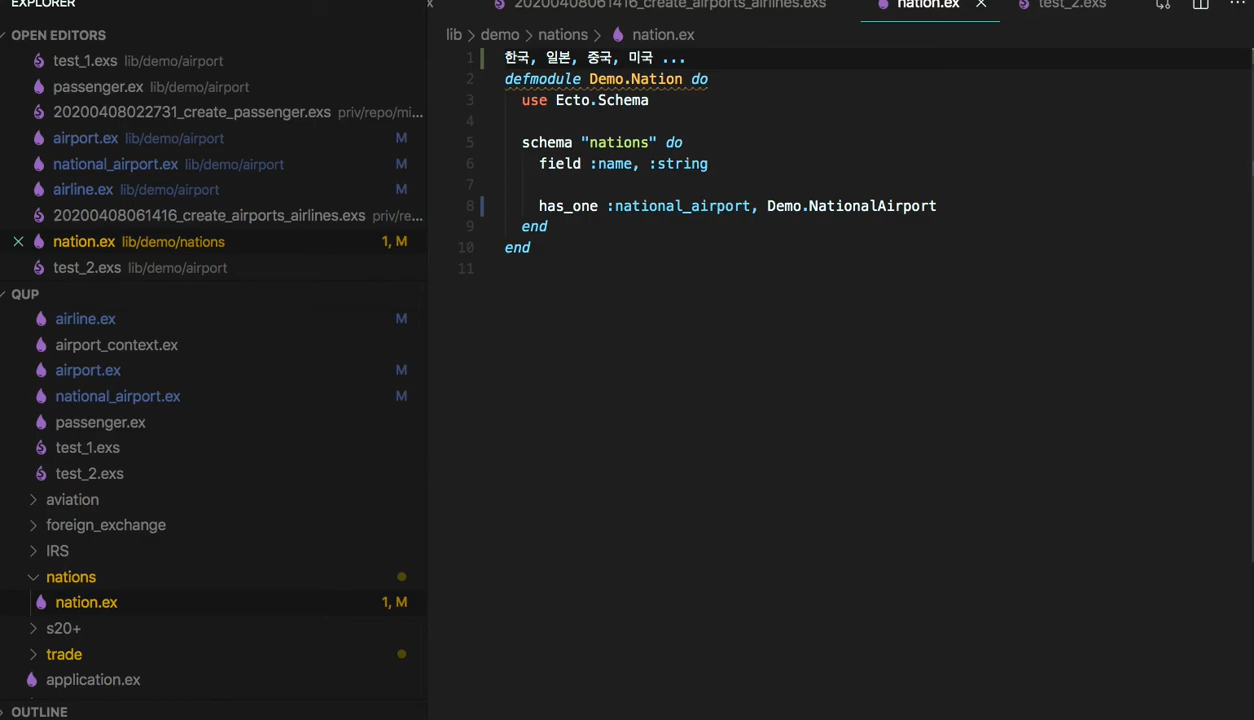 EXPLORER
OPEN EDITORS
test_1.exs lib/demo/airport
passenger.ex lib/demo/airport
20200408022731_create_passenger.exs priv/repo/mi...
airport.ex lib/demo/airport M
national_airport.ex lib/demo/airport M
airline.ex lib/demo/airport M
20200408061416_create_airports_airlines.exs priv/re...
nation.ex lib/demo/nations 1, M
test_2.exs lib/demo/airport
QUP
airline.ex M
airport_context.ex
airport.ex M
national_airport.ex M
passenger.ex
test_1.exs
test_2.exs
aviation
foreign_exchange
IRS
nations
nation.ex 1, M
s20+
trade
application.ex
OUTLINE
20200408061416_create_airports_airlines.exs nation.ex test_2.exs
lib > demo > nations > nation.ex
1 한국, 일본, 중국, 미국 ...
2 defmodule Demo.Nation do
3 use Ecto.Schema
4
5 schema "nations" do
6 field :name, :string
7
8 has_one :national_airport, Demo.NationalAirport
9 end
10 end
11